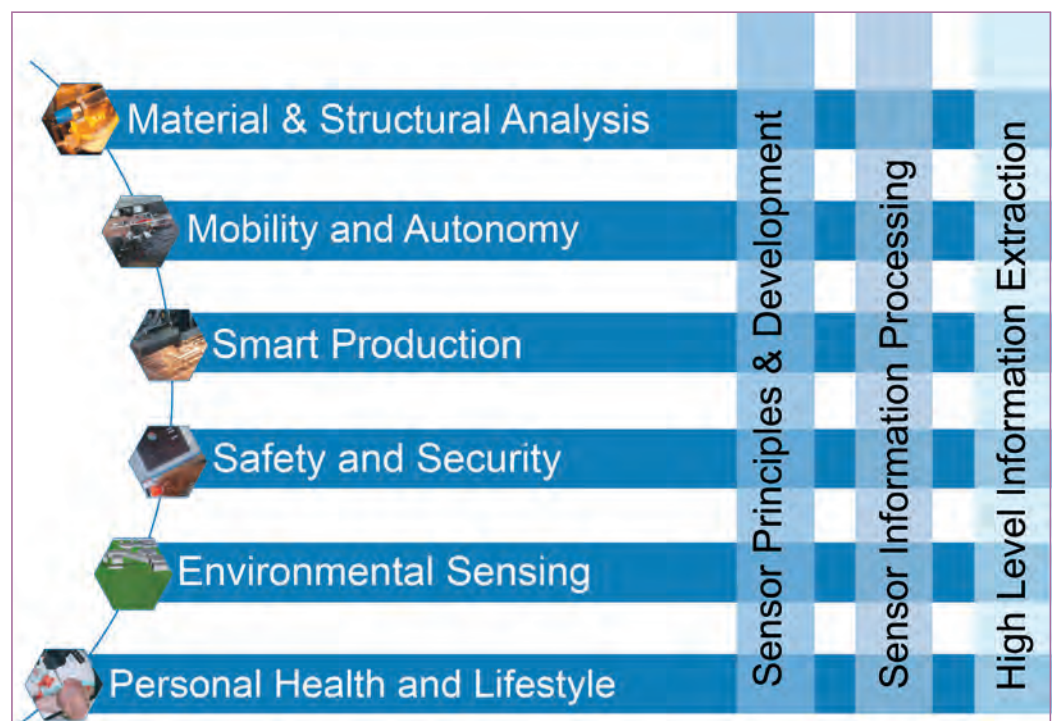 Material & Structural Analysis
Mobility and Autonomy
Smart Production
Safety and Security
Environmental Sensing
Personal Health and Lifestyle
Sensor Principles & Development
Sensor Information Processing
High Level Information Extraction